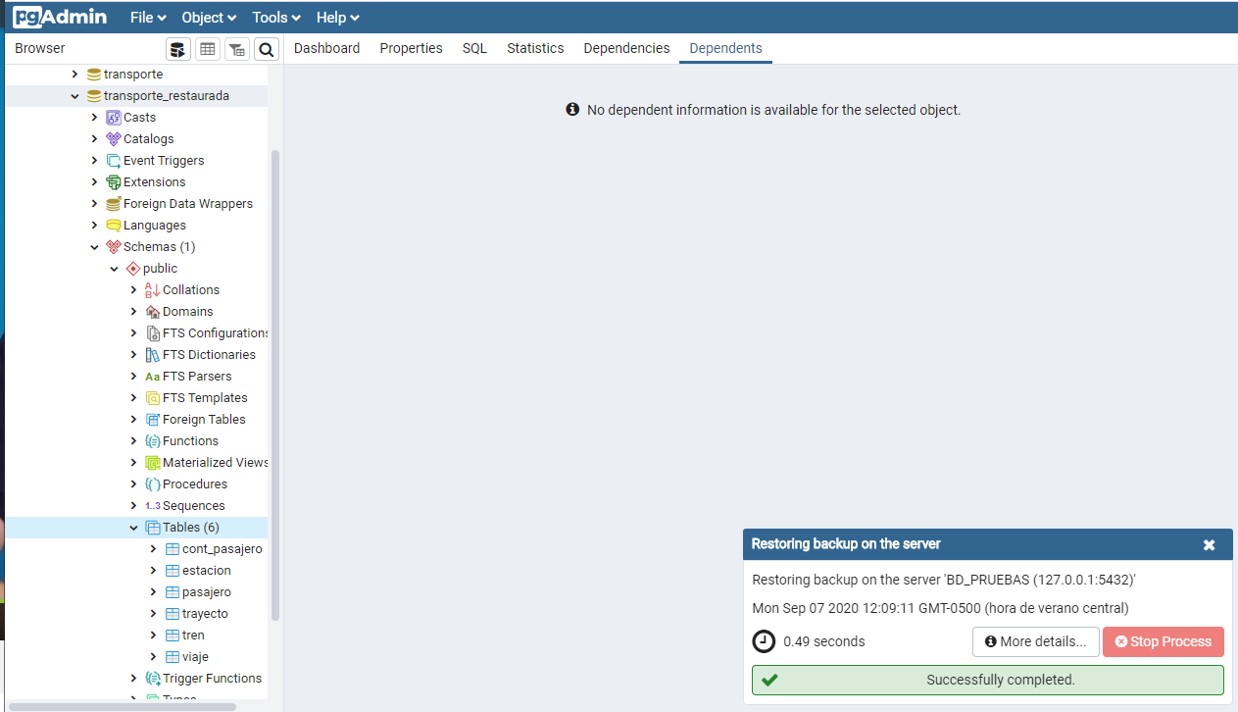 pgAdmin File Object Tools Help
Browser
Dashboard Properties SQL Statistics Dependencies Dependents
transporte
transporte_restaurada
Casts
Catalogs
Event Triggers
Extensions
Foreign Data Wrappers
Languages
Schemas (1)
public
Collations
Domains
FTS Configurations
FTS Dictionaries
Aa FTS Parsers
FTS Templates
Foreign Tables
Functions
Materialized Views
Procedures
1..3 Sequences
Tables (6)
cont_pasajero
estacion
pasajero
trayecto
tren
viaje
Trigger Functions
Types
No dependent information is available for the selected object.
Restoring backup on the server
Restoring backup on the server 'BD_PRUEBAS (127.0.0.1:5432)'
Mon Sep 07 2020 12:09:11 GMT-0500 (hora de verano central)
0.49 seconds More details... Stop Process
Successfully completed.